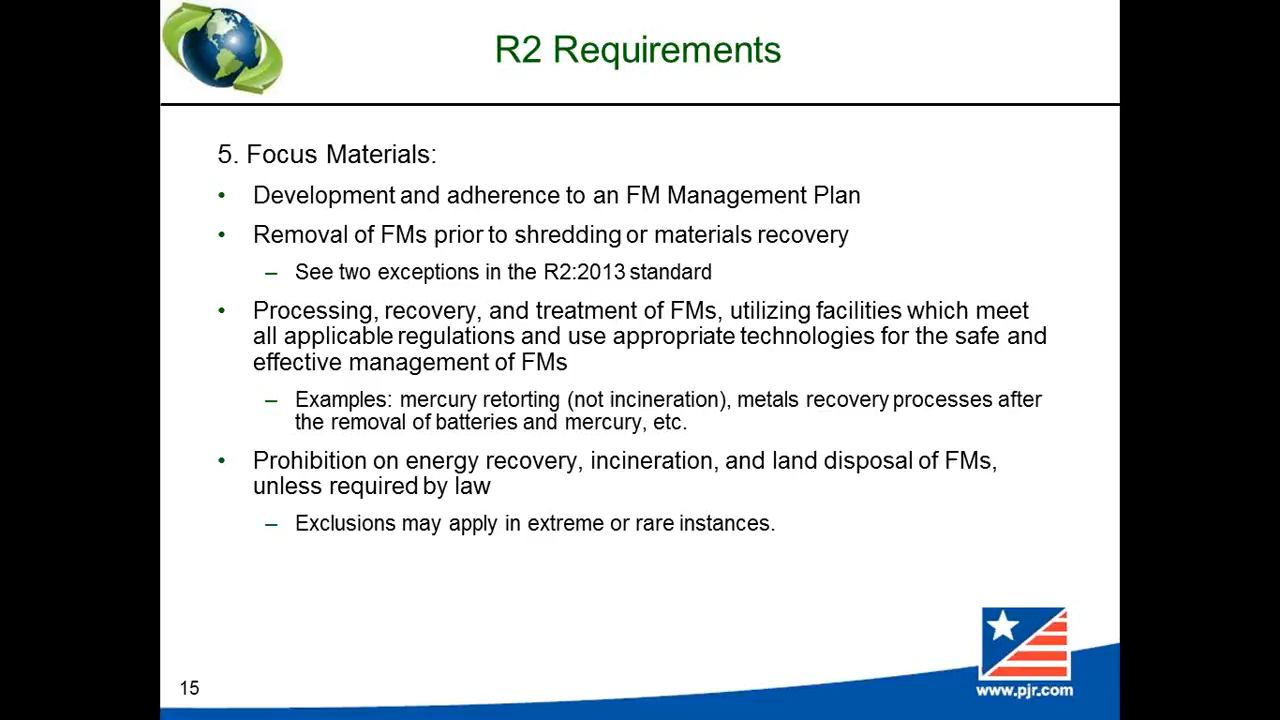 R2 Requirements
5. Focus Materials:
• Development and adherence to an FM Management Plan
• Removal of FMs prior to shredding or materials recovery
– See two exceptions in the R2:2013 standard
• Processing, recovery, and treatment of FMs, utilizing facilities which meet
all applicable regulations and use appropriate technologies for the safe and
effective management of FMs
– Examples: mercury retorting (not incineration), metals recovery processes after
the removal of batteries and mercury, etc.
• Prohibition on energy recovery, incineration, and land disposal of FMs,
unless required by law
– Exclusions may apply in extreme or rare instances.
15
www.pjr.com